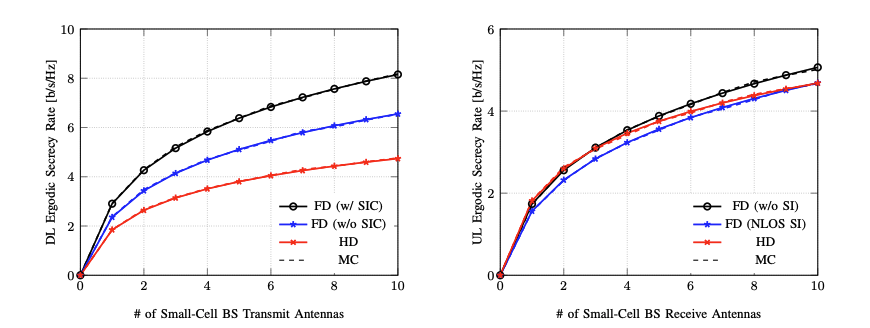 DL Ergodic Secrecy Rate [b/s/Hz]
10
8
6
4
2
0
0 2 4 6 8 10
FD (w/ SIC)
FD (w/o SIC)
HD
MC
# of Small-Cell BS Transmit Antennas
UL Ergodic Secrecy Rate [b/s/Hz]
6
4
2
0
0 2 4 6 8 10
FD (w/o SI)
FD (NLOS SI)
HD
MC
# of Small-Cell BS Receive Antennas